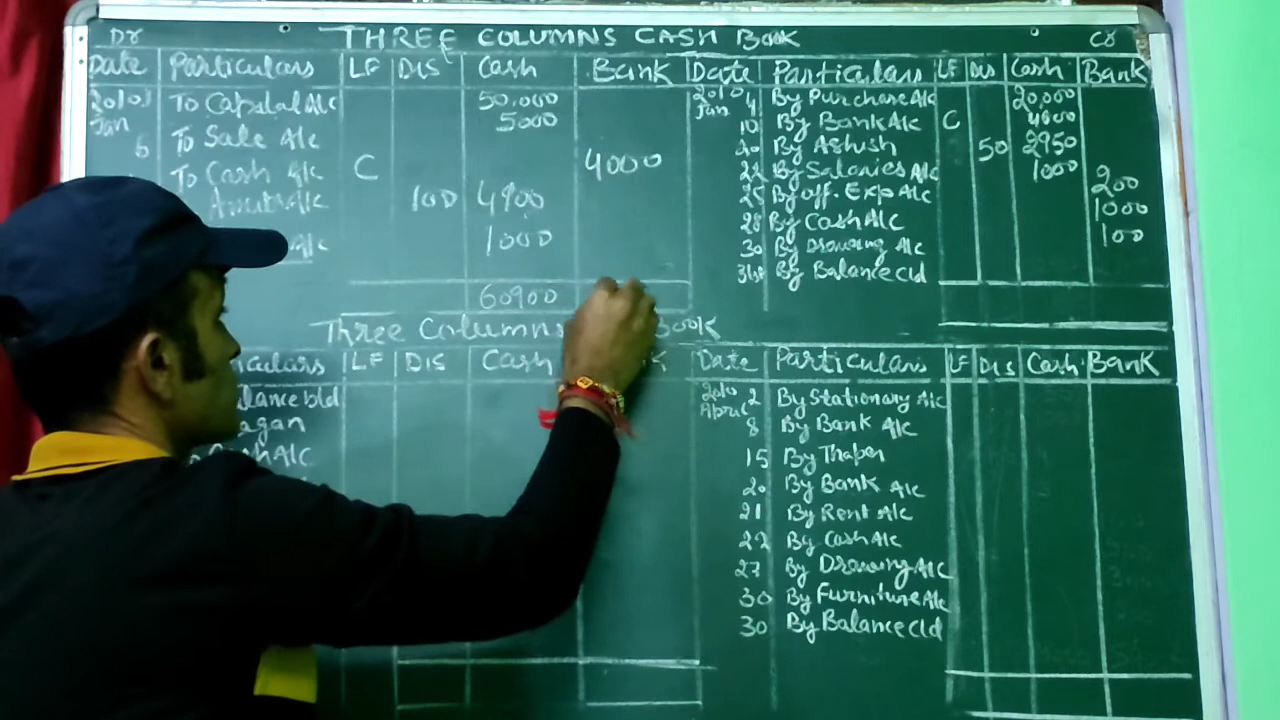 Dr THREE COLUMNS CASH BOOK Cr
Date Particulars LF DIS Cash Bank Date Particulars LF Dis Cash Bank
2010 1 To Capital A/c 50,000 2010 4 By Purchase A/c 20,000
Jan 5000 Jan 10 By Bank A/c C 4000
6 To Sale A/c 20 By Ashish 50 2950
To Cash A/c C 4000 22 By Salaries A/c 1000
A/c 100 4900 25 By off. Exp A/c 200
A/c 1000 28 By Cash A/c 1000
30 By Drawing A/c 100
By Balance c/d
60900
Three Columns
Particulars LF DIS Cash Date Particulars LF Dis Cash Bank
lance b/d 2010 2 By Stationary A/c
agan April 8 By Bank A/c
A/c 15 By Thaper
20 By Bank A/c
21 By Rent A/c
22 By Cash A/c
27 By Drawing A/c
30 By Furniture A/c
30 By Balance c/d